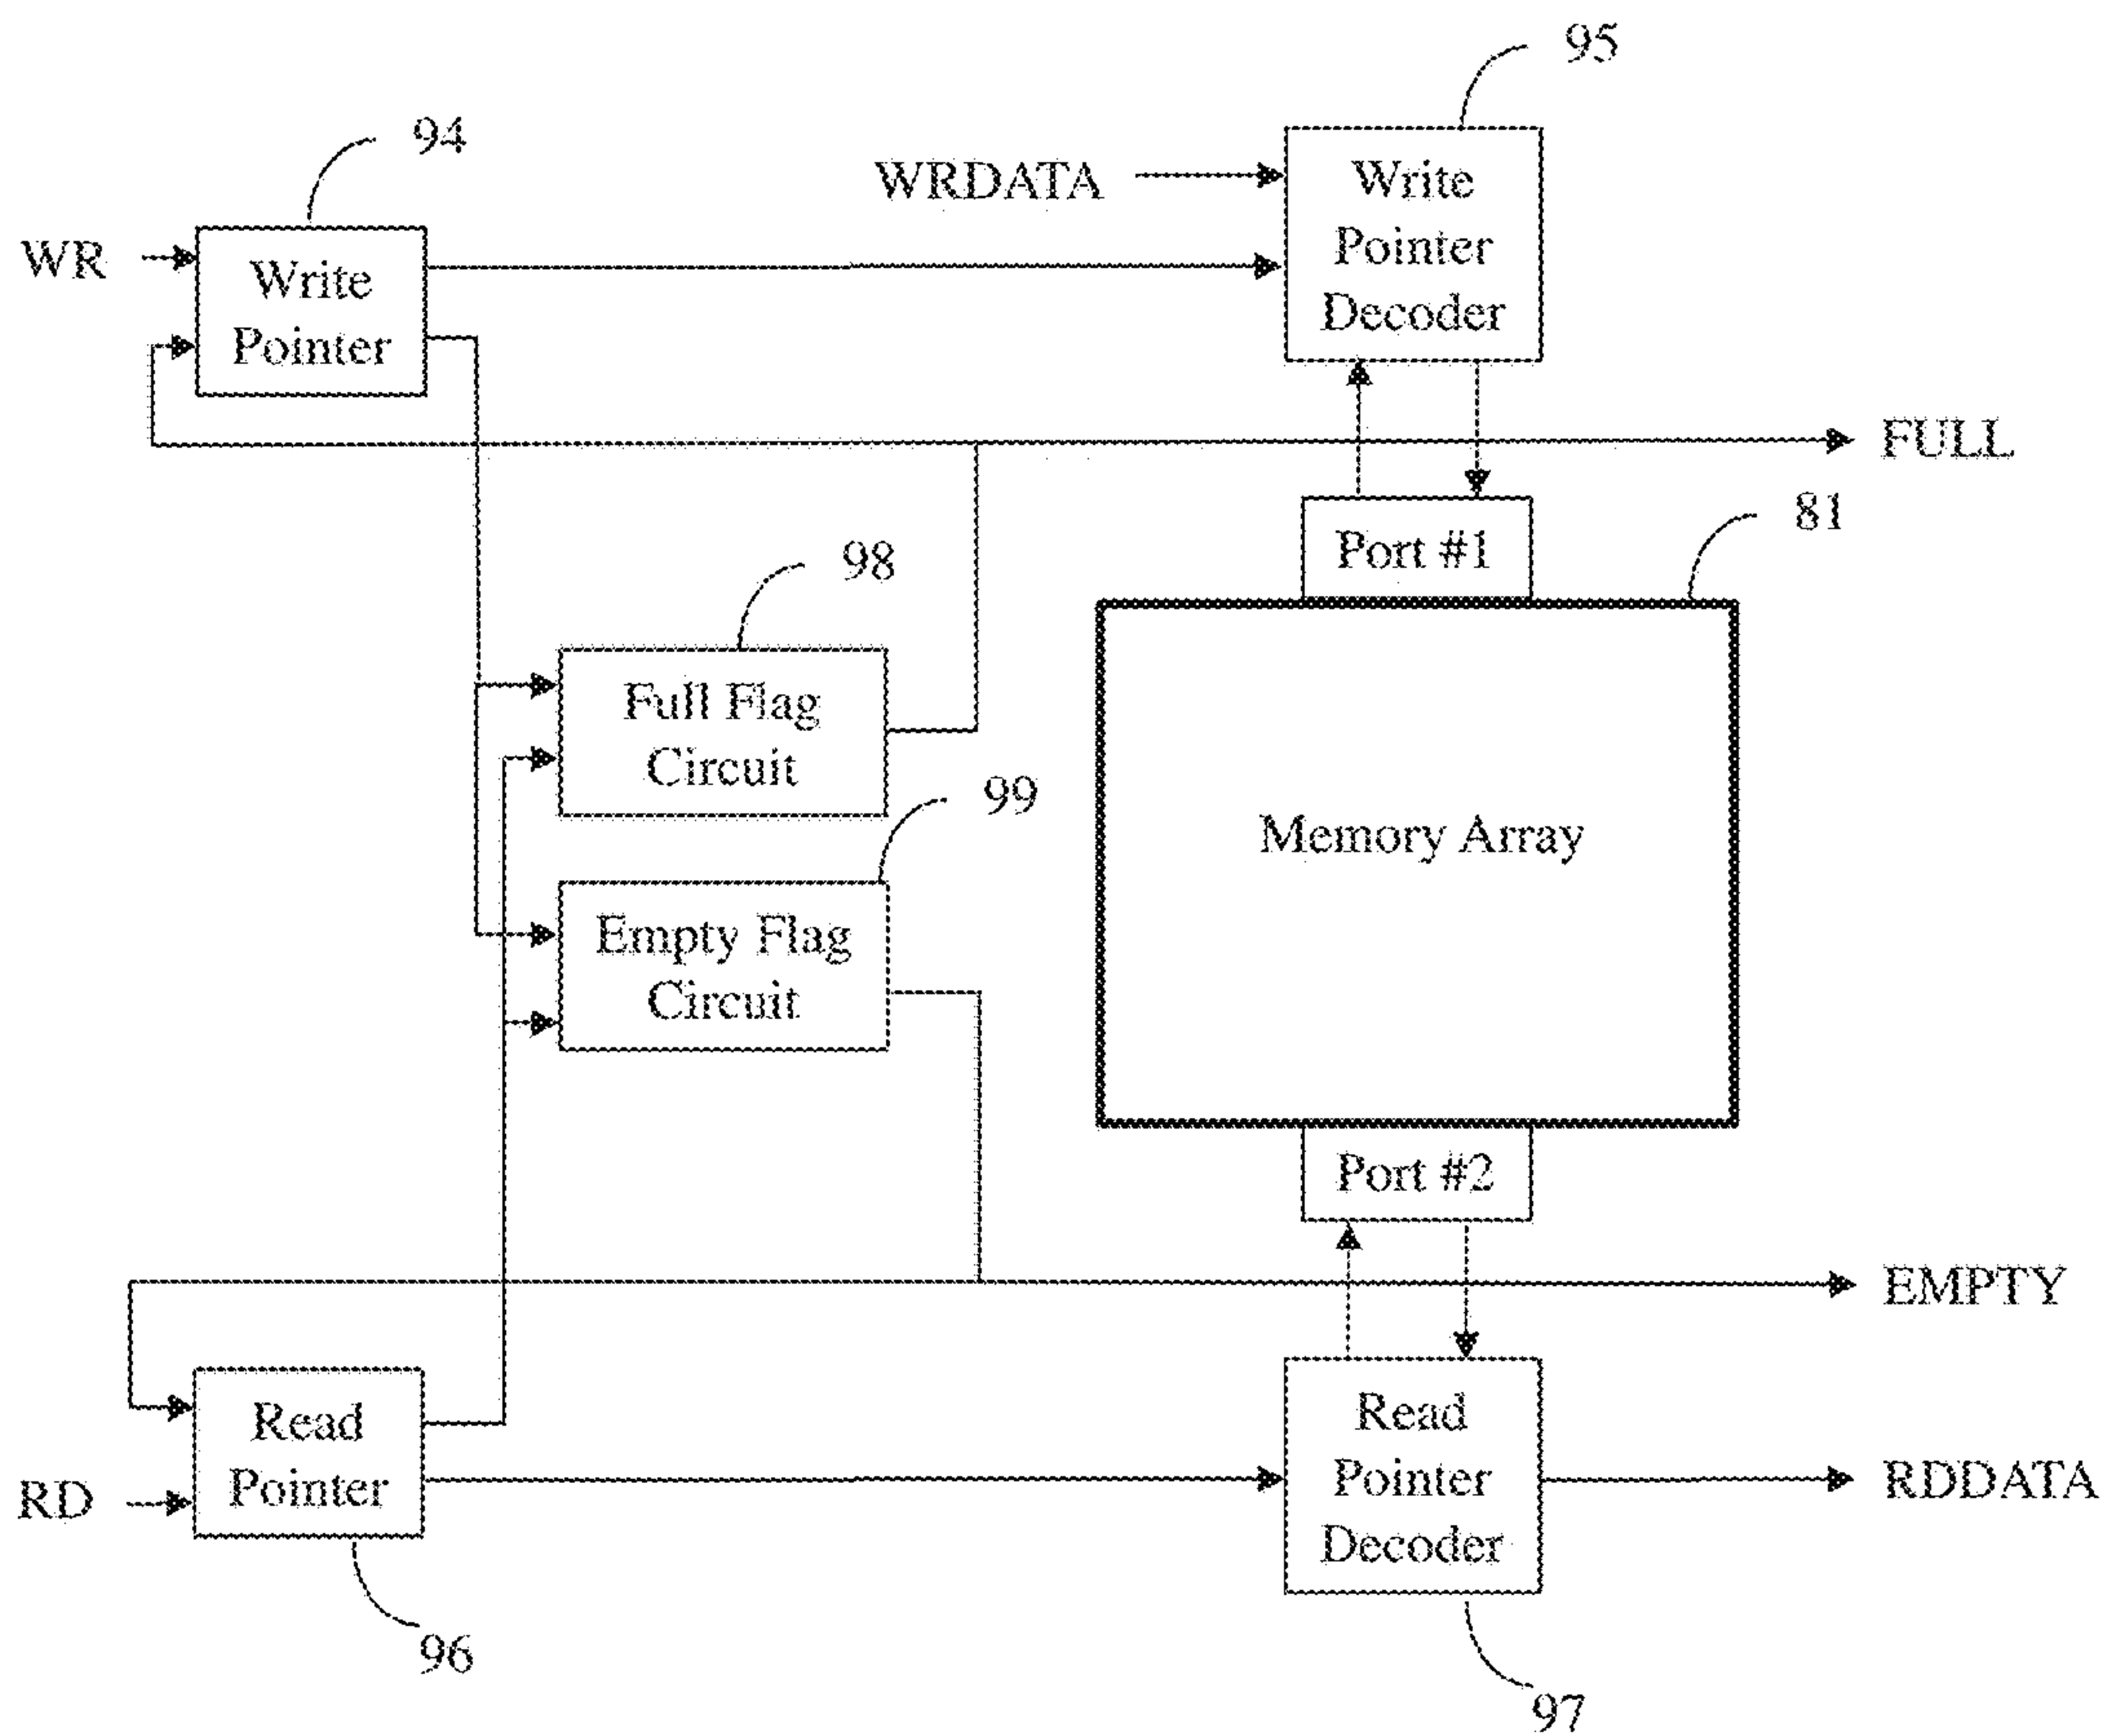 95
94
WRDATA
Write
Pointer
Decoder
WR
Write
Pointer
FULL
81
Port #1
98
Full Flag
Circuit
99
Memory Array
Empty Flag
Circuit
Port #2
EMPTY
Read
Pointer
RD
Read
Pointer
Decoder
RDDATA
96
97